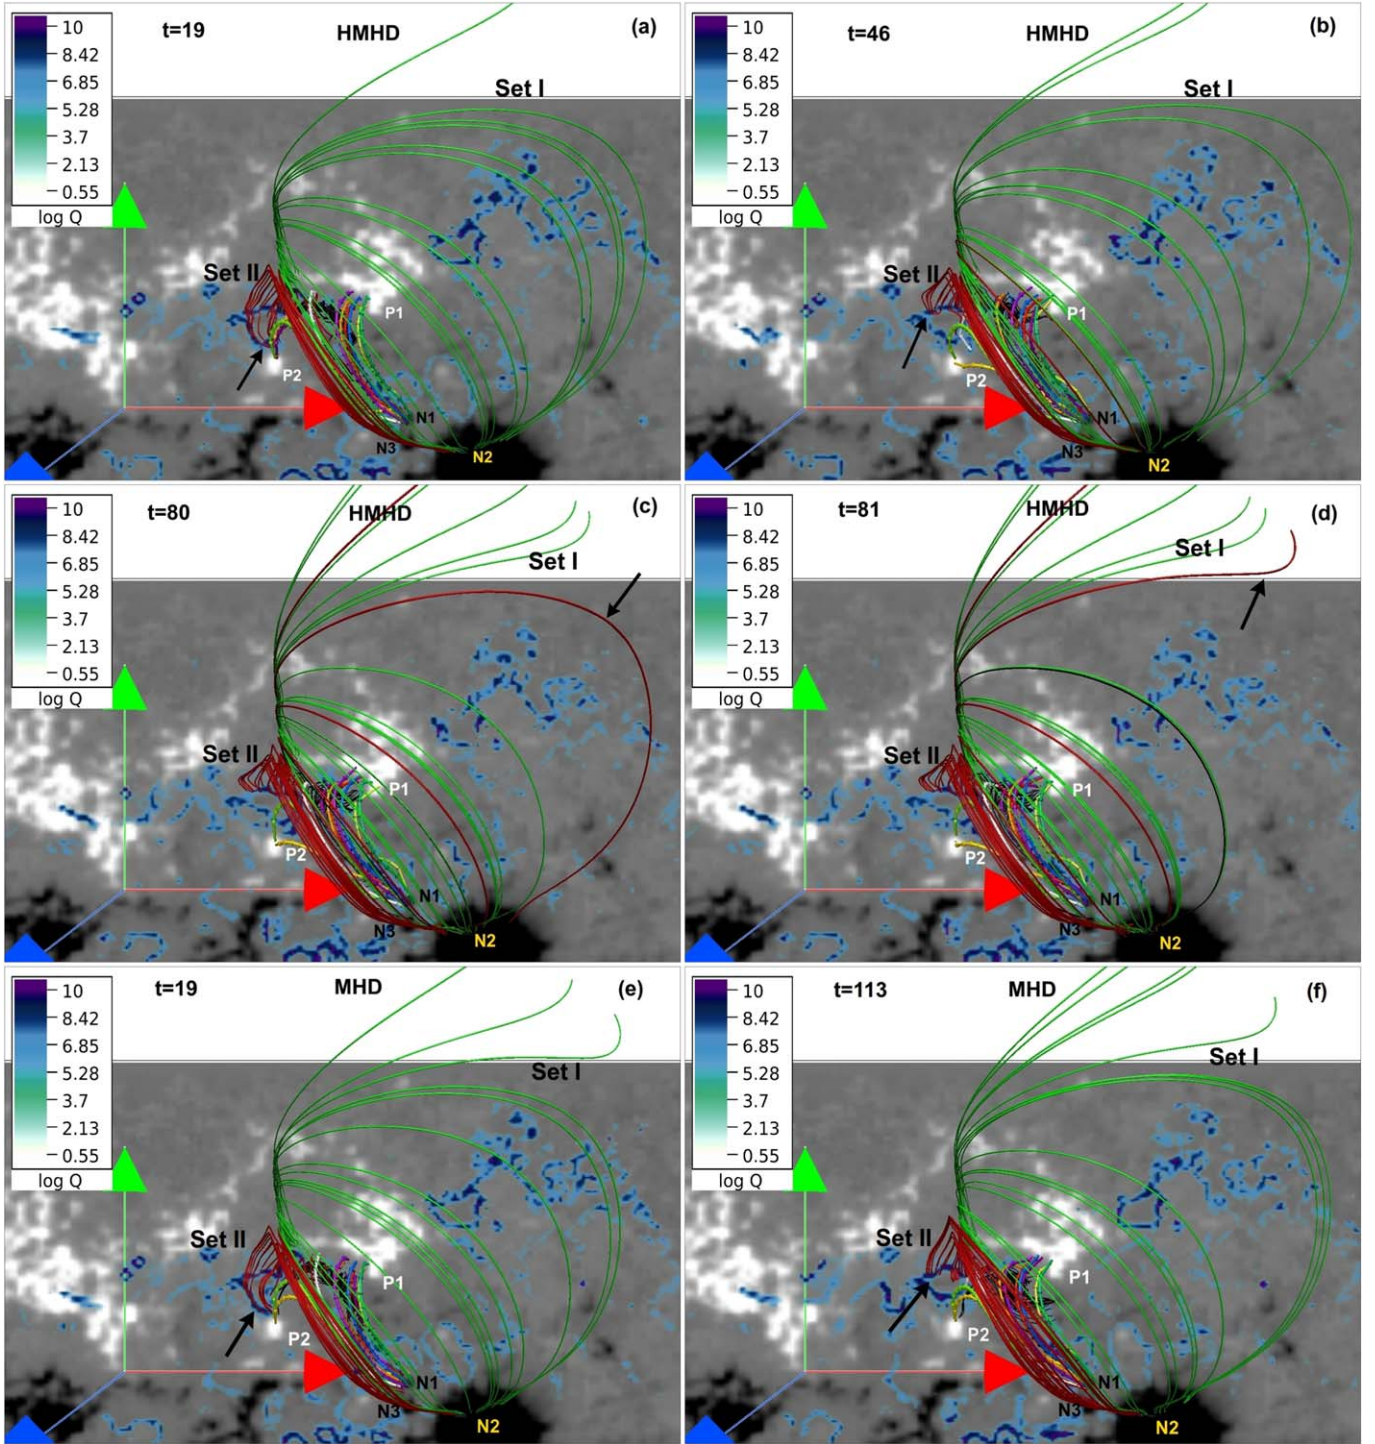 t=19 HMHD (a)
10
8.42
6.85
5.28
3.7
2.13
0.55
log Q
Set I
Set II
P1
P2
N1
N3
N2
t=46 HMHD (b)
10
8.42
6.85
5.28
3.7
2.13
0.55
log Q
Set I
Set II
P1
P2
N1
N3
N2
t=80 HMHD (c)
10
8.42
6.85
5.28
3.7
2.13
0.55
log Q
Set I
Set II
P1
P2
N1
N3
N2
t=81 HMHD (d)
10
8.42
6.85
5.28
3.7
2.13
0.55
log Q
Set I
Set II
P1
P2
N1
N3
N2
t=19 MHD (e)
10
8.42
6.85
5.28
3.7
2.13
0.55
log Q
Set I
Set II
P1
P2
N1
N3
N2
t=113 MHD (f)
10
8.42
6.85
5.28
3.7
2.13
0.55
log Q
Set I
Set II
P1
P2
N1
N3
N2